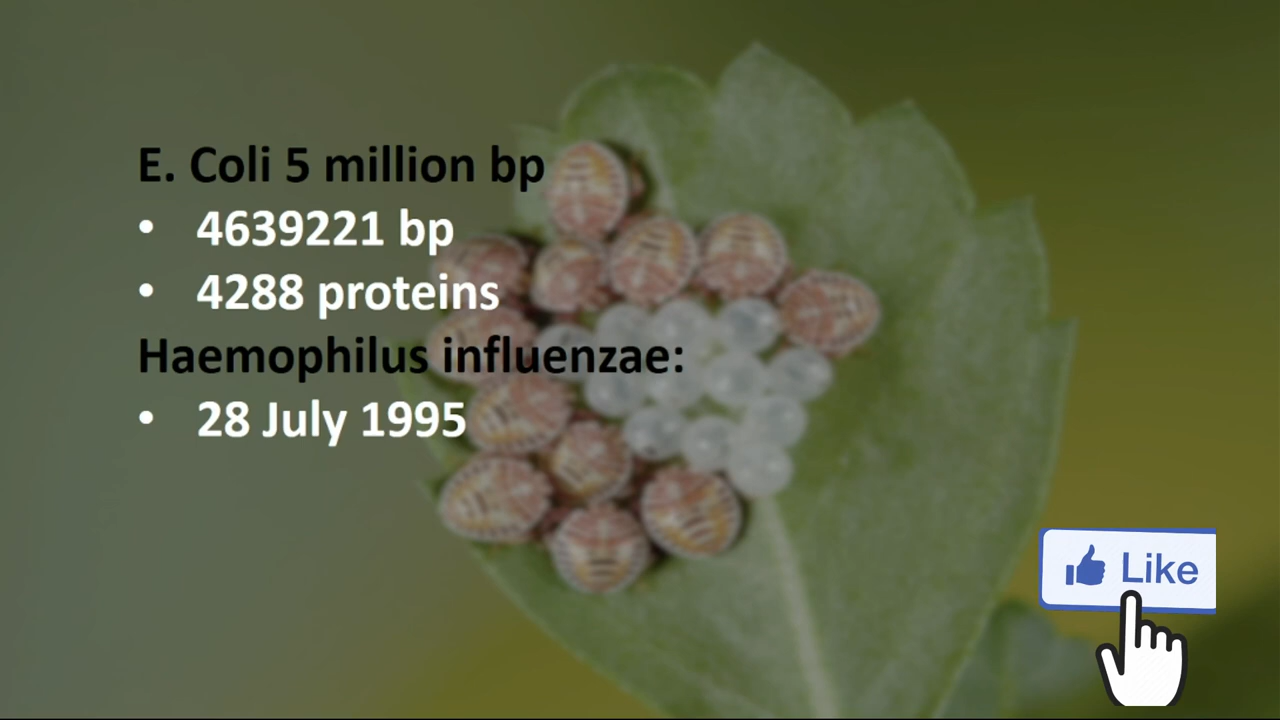 E. Coli 5 million bp
• 4639221 bp
• 4288 proteins
Haemophilus influenzae:
• 28 July 1995
Like